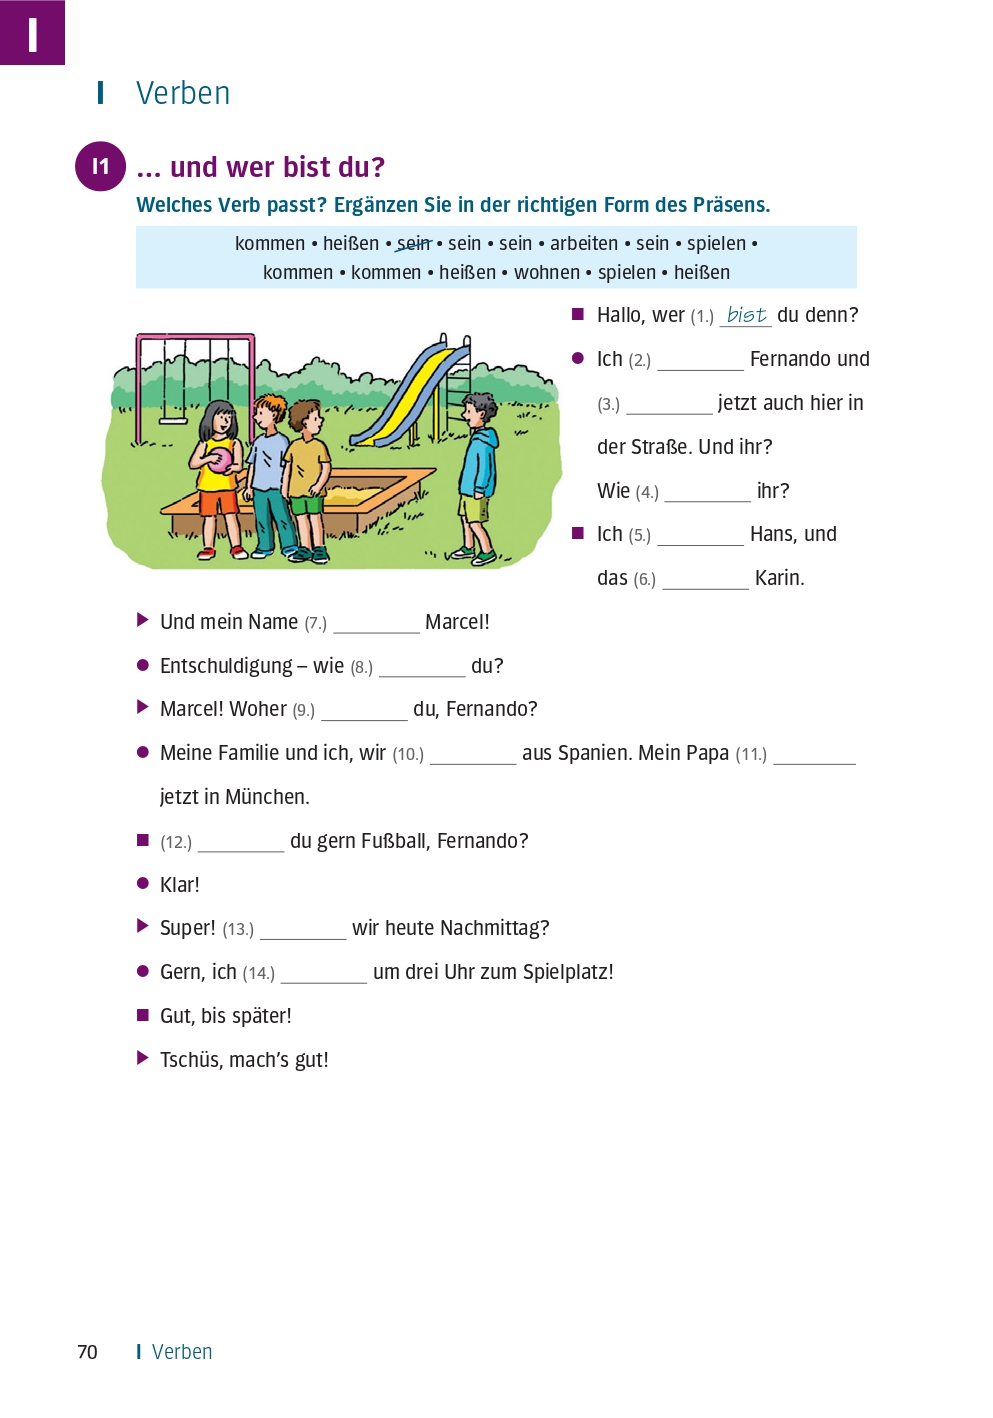 I
I Verben
I1 ... und wer bist du?
Welches Verb passt? Ergänzen Sie in der richtigen Form des Präsens.
kommen • heißen • sein • sein • sein • arbeiten • sein • spielen •
kommen • kommen • heißen • wohnen • spielen • heißen
■ Hallo, wer (1.) bist du denn?
● Ich (2.) ________ Fernando und
(3.) ________ jetzt auch hier in
der Straße. Und ihr?
Wie (4.) ________ ihr?
■ Ich (5.) ________ Hans, und
das (6.) ________ Karin.
▶ Und mein Name (7.) ________ Marcel!
● Entschuldigung – wie (8.) ________ du?
▶ Marcel! Woher (9.) ________ du, Fernando?
● Meine Familie und ich, wir (10.) ________ aus Spanien. Mein Papa (11.) ________
jetzt in München.
■ (12.) ________ du gern Fußball, Fernando?
● Klar!
▶ Super! (13.) ________ wir heute Nachmittag?
● Gern, ich (14.) ________ um drei Uhr zum Spielplatz!
■ Gut, bis später!
▶ Tschüs, mach’s gut!
70 I Verben